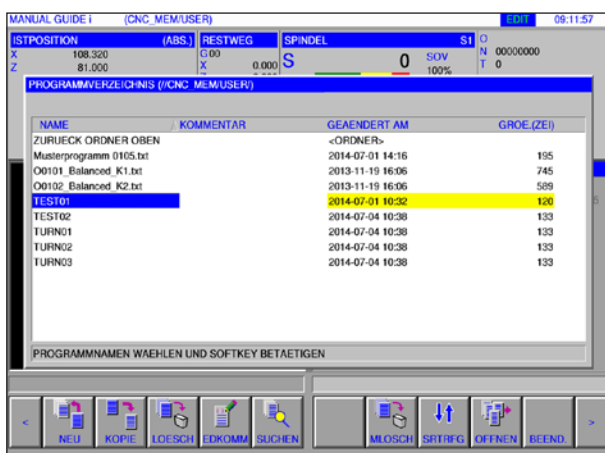 MANUAL GUIDE i (CNC_MEM/USER) EDIT 09:11:57
ISTPOSITION (ABS.) RESTWEG SPINDEL S1 O
X 108.320 G00 S 0 SOV N 00000000
Z 81.000 X 0.000 100% T 0
PROGRAMMVERZEICHNIS (//CNC_MEM/USER/)
NAME KOMMENTAR GEAENDERT AM GROE.(ZEI)
ZURUECK ORDNER OBEN <ORDNER>
Musterprogramm 0105.txt 2014-07-01 14:16 195
O0101_Balanced_K1.txt 2013-11-19 16:06 745
O0102_Balanced_K2.txt 2013-11-19 16:06 589
TEST01 2014-07-01 10:32 120
TEST02 2014-07-04 10:38 133
TURN01 2014-07-04 10:38 133
TURN02 2014-07-04 10:38 133
TURN03 2014-07-04 10:38 133
PROGRAMMNAMEN WAEHLEN UND SOFTKEY BETAETIGEN
< NEU KOPIE LOESCH EDKOMM SUCHEN MLOSCH SRTRFG OFFNEN BEEND. >